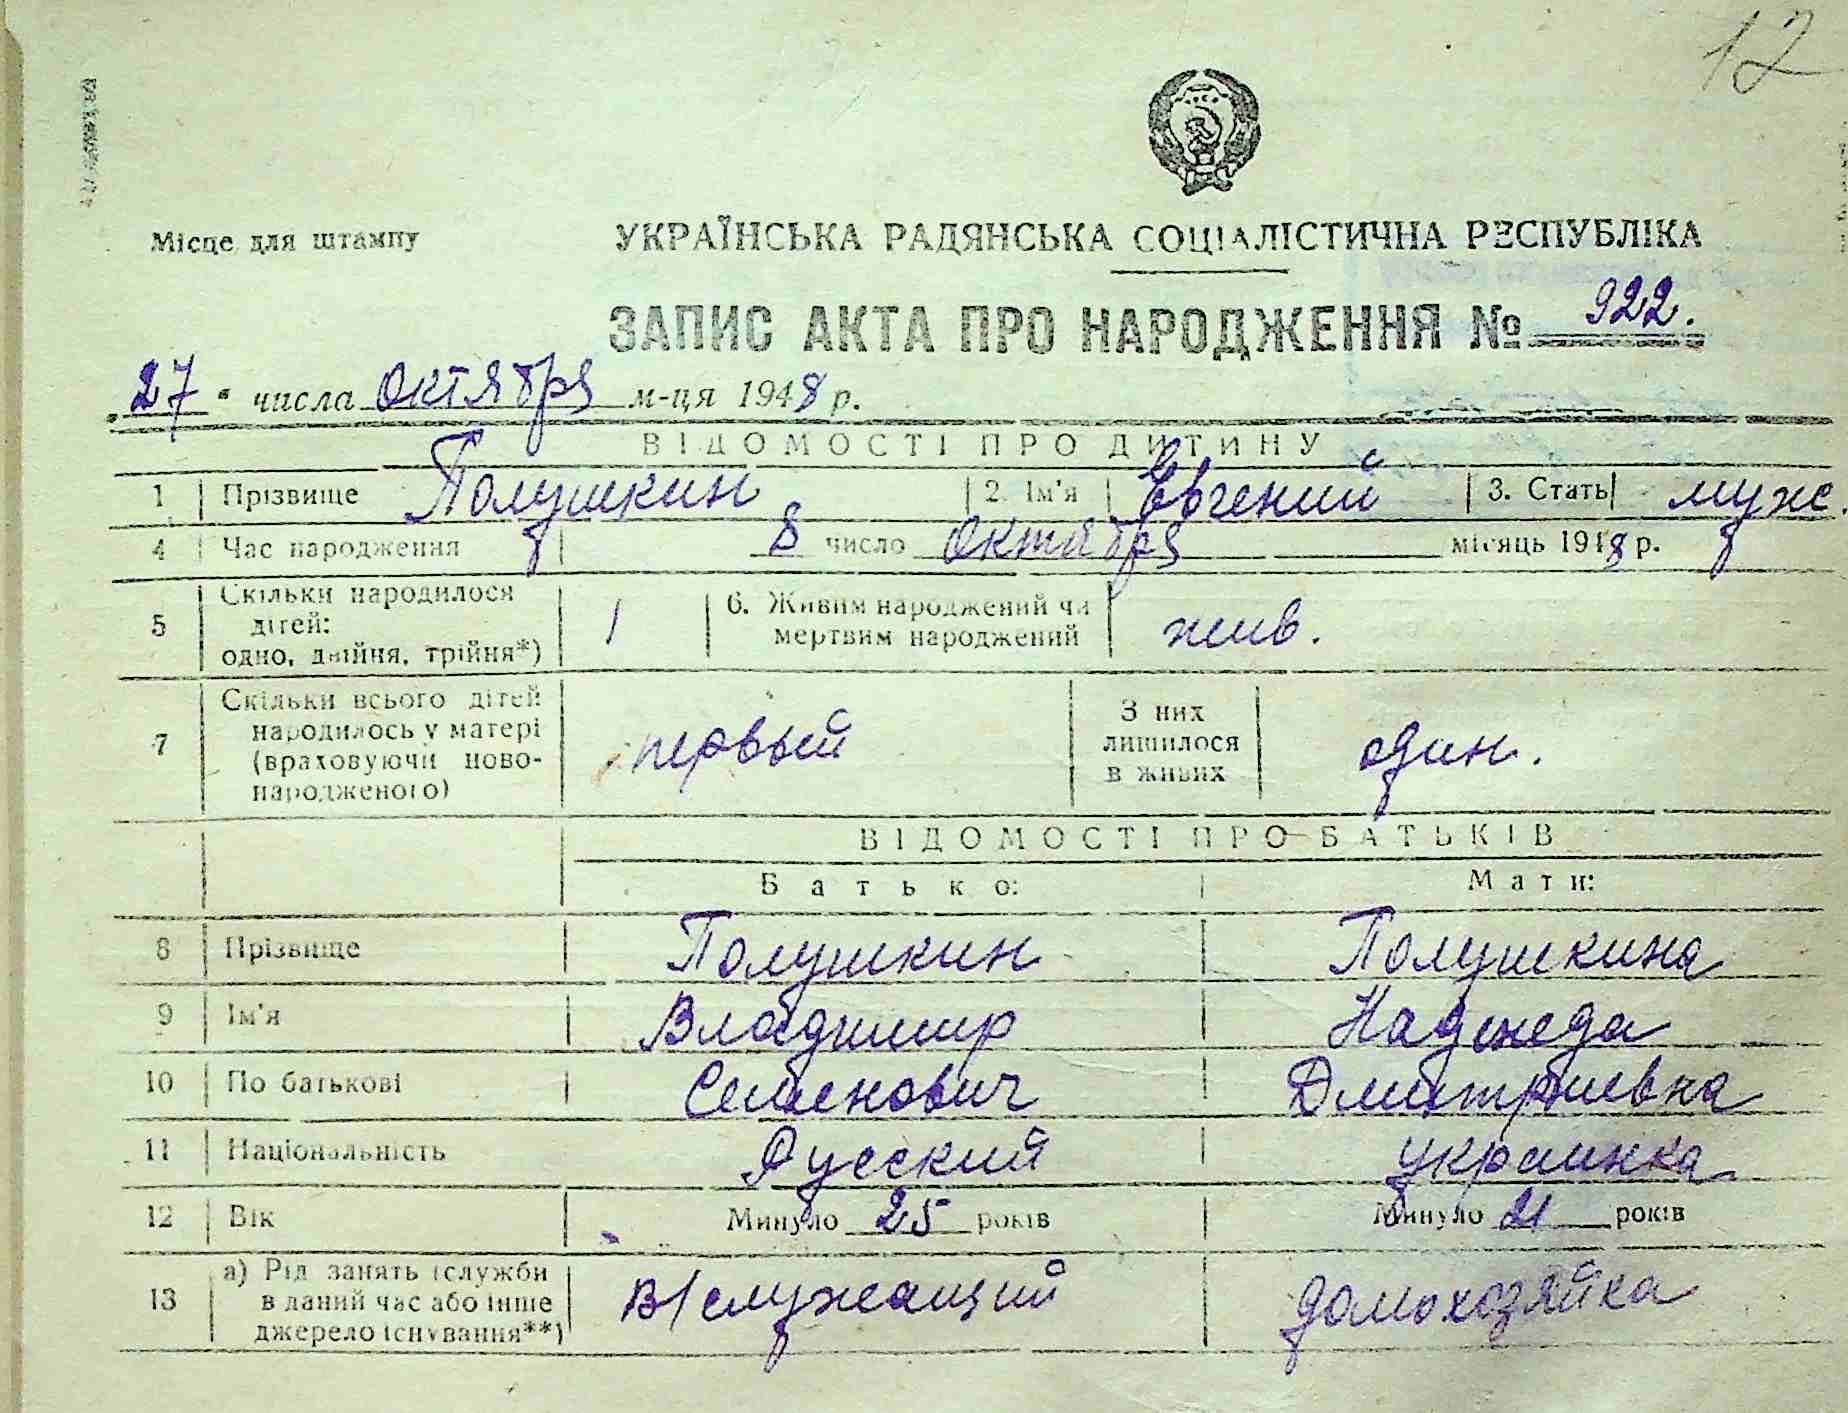 12
Місце для штампу
УКРАЇНСЬКА РАДЯНСЬКА СОЦІАЛІСТИЧНА РЕСПУБЛІКА
ЗАПИС АКТА ПРО НАРОДЖЕННЯ № 922.
„27“ числа октября м-ця 1948 р.
ВІДОМОСТІ ПРО ДИТИНУ
1 Прізвище Полушкин 2. Ім'я Евгений 3. Стать муж.
4 Час народження 8 число октября місяць 1948 р.
5 Скільки народилося дітей: одно, двійня, трійня*) 1 6. Живим народжений чи мертвим народжений жив.
7 Скільки всього дітей народилось у матері (враховуючи ново-народженого) первый З них лишилося в живих один.
ВІДОМОСТІ ПРО БАТЬКІВ
Батько: Мати:
8 Прізвище Полушкин Полушкина
9 Ім'я Владимир Надежда
10 По батькові Семенович Дмитриевна
11 Національність Русский украинка
12 Вік Минуло 25 років Минуло 21 років
13 а) Рід занять (служби в даний час або інше джерело існування**) В/служащий домохозяйка